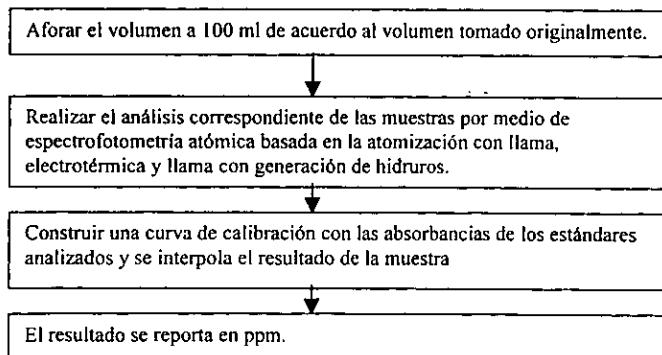 Aforar el volumen a 100 ml de acuerdo al volumen tomado originalmente.
Realizar el análisis correspondiente de las muestras por medio de
espectrofotometría atómica basada en la atomización con llama,
electrotérmica y llama con generación de hidruros.
Construir una curva de calibración con las absorbancias de los estándares
analizados y se interpola el resultado de la muestra
El resultado se reporta en ppm.